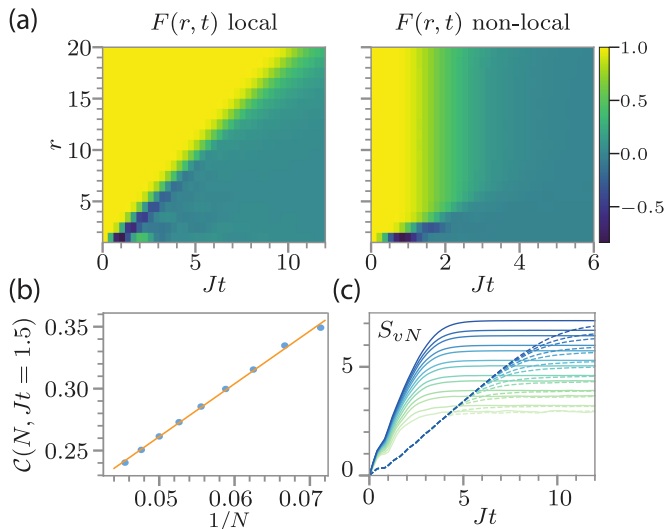 (a)
F(r, t) local
F(r, t) non-local
20
15
10
5
r
0
5
10
Jt
0
2
4
6
Jt
1.0
0.5
0.0
−0.5
(b)
(c)
0.35
0.30
0.25
C(N, Jt = 1.5)
0.05
0.06
0.07
1/N
S_{vN}
5
0
0
5
10
Jt